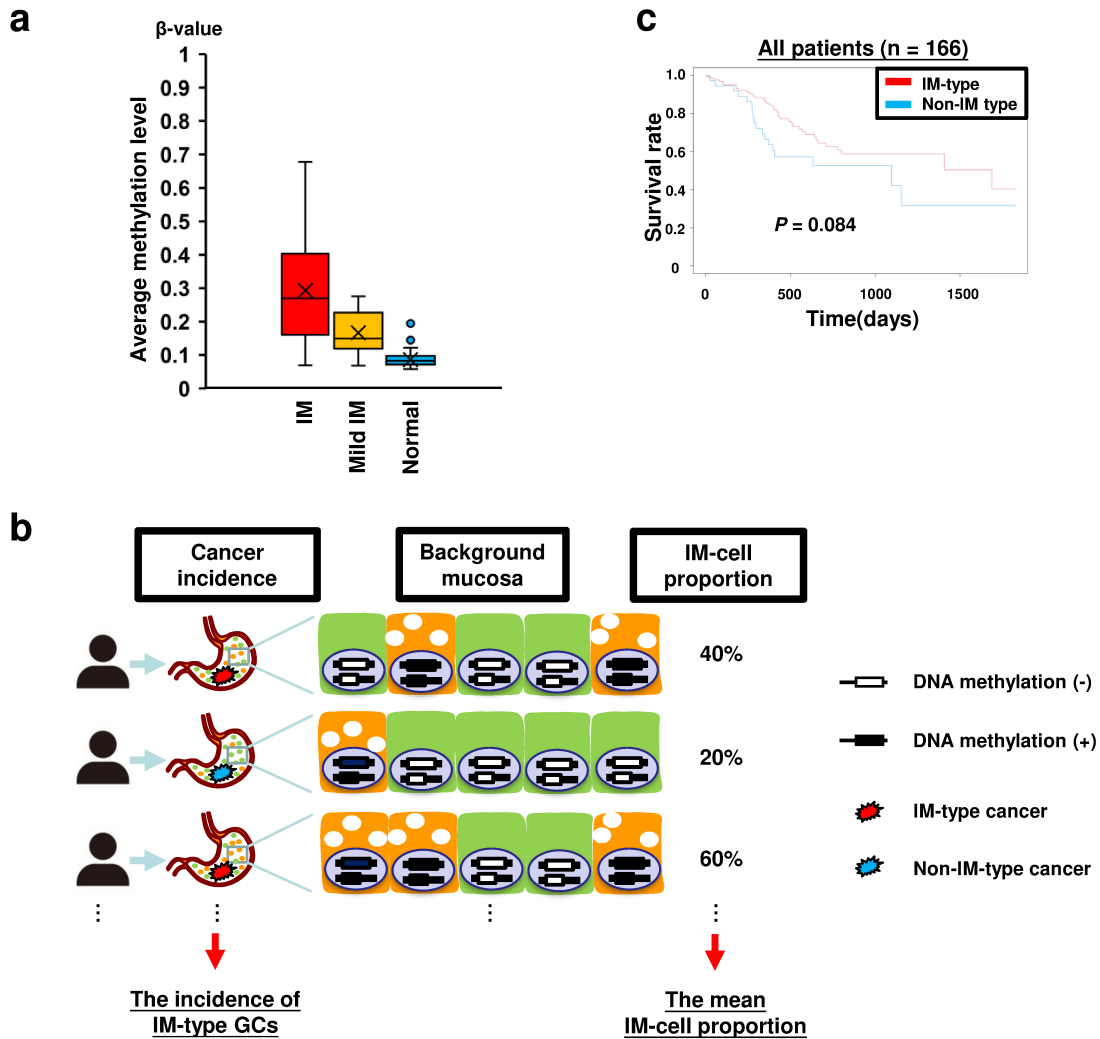 a
β-value
1
0.9
0.8
0.7
0.6
0.5
0.4
0.3
0.2
0.1
0
Average methylation level
IM
Mild IM
Normal
c
All patients (n = 166)
IM-type
Non-IM type
1.0
0.8
0.6
0.4
0.2
0
Survival rate
P = 0.084
0
500
1000
1500
Time(days)
b
Cancer
incidence
Background
mucosa
IM-cell
proportion
40%
20%
60%
DNA methylation (-)
DNA methylation (+)
IM-type cancer
Non-IM-type cancer
The incidence of
IM-type GCs
The mean
IM-cell proportion